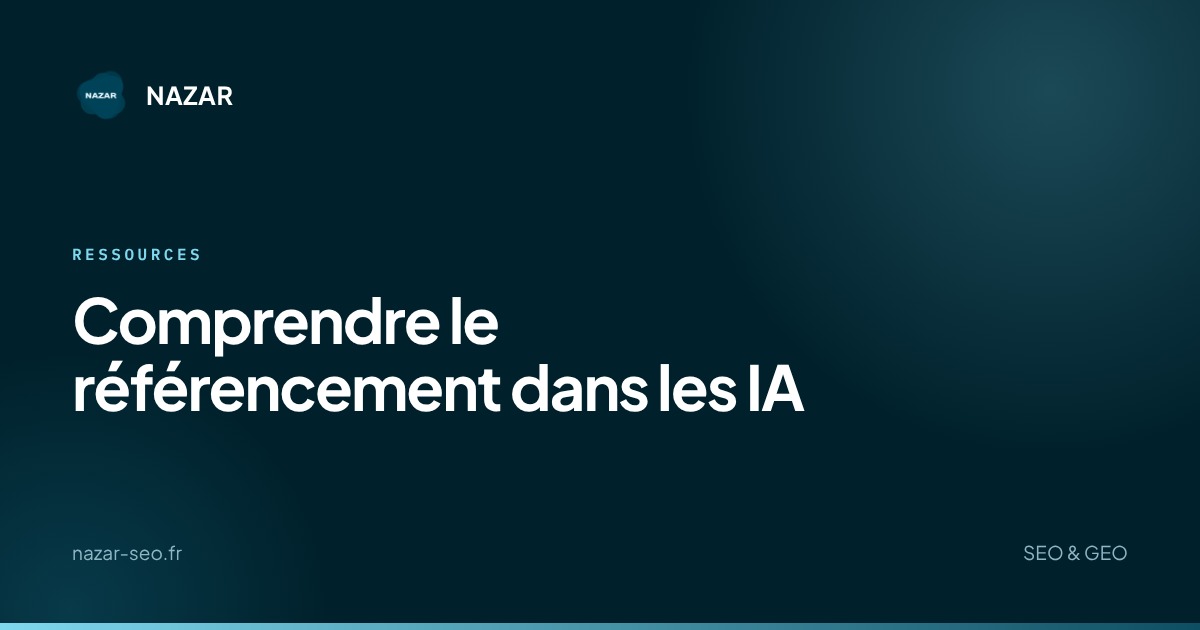 NAZAR
NAZAR
RESSOURCES
Comprendre le
référencement dans les IA
nazar-seo.fr
SEO & GEO